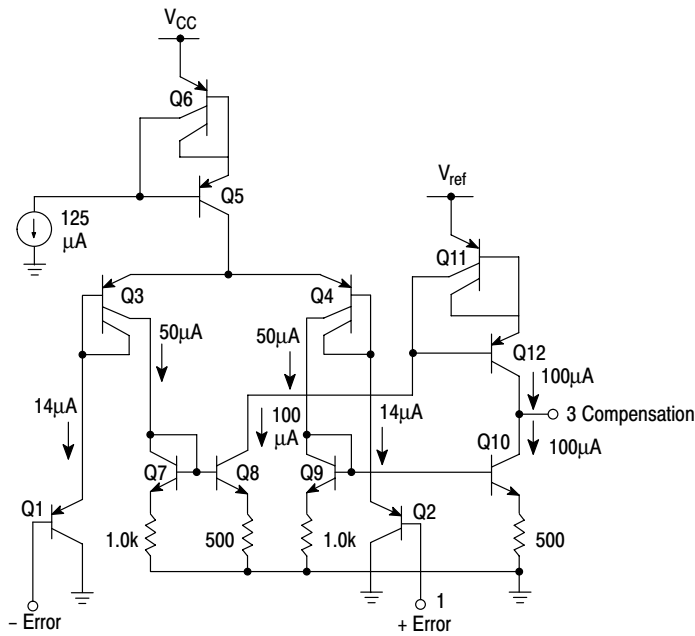 VCC
Q6
Q5
Vref
125
μA
Q11
Q3
Q4
50μA
50μA
Q12
14μA
100
μA
14μA
100μA
3 Compensation
100μA
Q7
Q8
Q9
Q10
Q1
Q2
1.0k
500
1.0k
500
– Error
1
+ Error